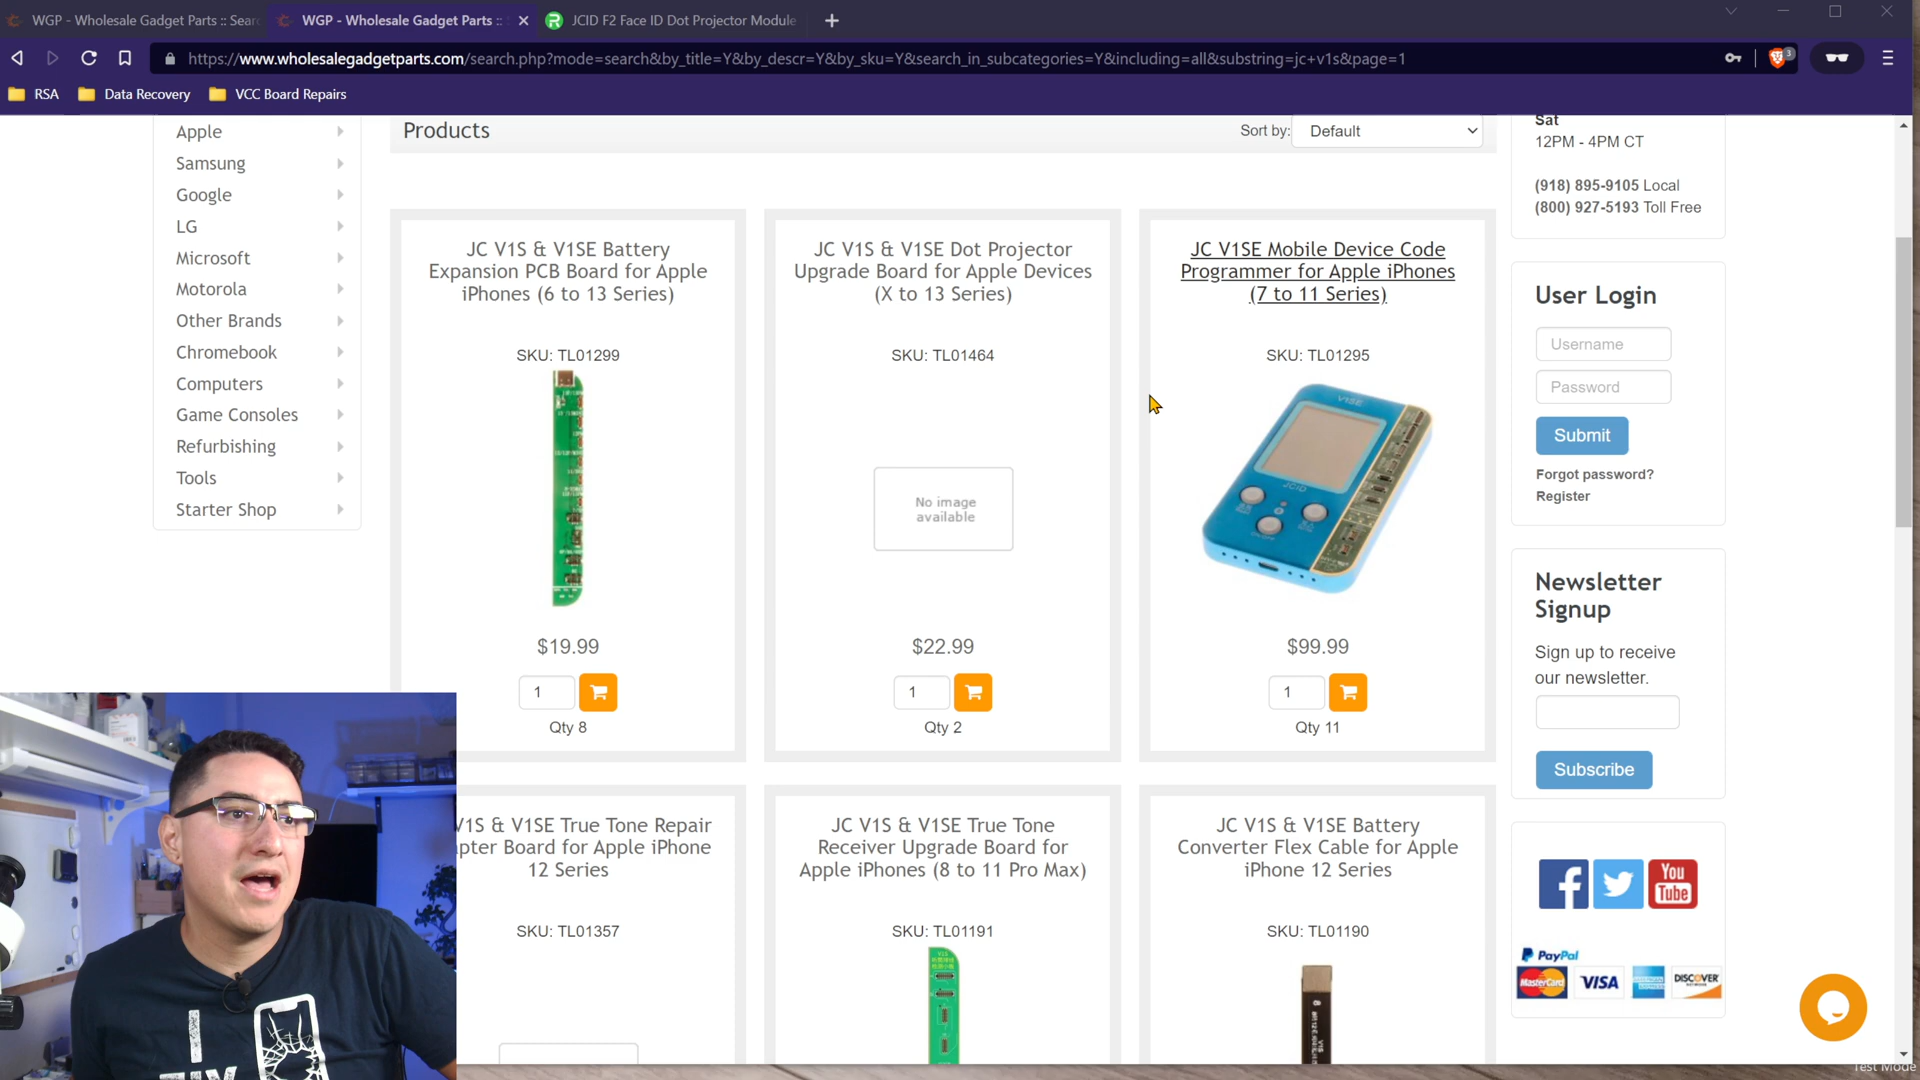 WGP - Wholesale Gadget Parts :: Sear
WGP - Wholesale Gadget Parts ::
JCID F2 Face ID Dot Projector Module
https://www.wholesalegadgetparts.com/search.php?mode=search&by_title=Y&by_descr=Y&by_sku=Y&search_in_subcategories=Y&including=all&substring=jc+v1s&page=1
3
RSA
Data Recovery
VCC Board Repairs
Apple
Samsung
Google
LG
Microsoft
Motorola
Other Brands
Chromebook
Computers
Game Consoles
Refurbishing
Tools
Starter Shop
Products
Sort by:
Default
JC V1S & V1SE Battery
Expansion PCB Board for Apple
iPhones (6 to 13 Series)
SKU: TL01299
$19.99
1
Qty 8
JC V1S & V1SE Dot Projector
Upgrade Board for Apple Devices
(X to 13 Series)
SKU: TL01464
No image
available
$22.99
1
Qty 2
JC V1SE Mobile Device Code
Programmer for Apple iPhones
(7 to 11 Series)
SKU: TL01295
V1SE
JCID
$99.99
1
Qty 11
V1S & V1SE True Tone Repair
pter Board for Apple iPhone
12 Series
SKU: TL01357
JC V1S & V1SE True Tone
Receiver Upgrade Board for
Apple iPhones (8 to 11 Pro Max)
SKU: TL01191
JC V1S & V1SE Battery
Converter Flex Cable for Apple
iPhone 12 Series
SKU: TL01190
Sat
12PM - 4PM CT
(918) 895-9105 Local
(800) 927-5193 Toll Free
User Login
Username
Password
Submit
Forgot password?
Register
Newsletter
Signup
Sign up to receive
our newsletter.
Subscribe
You
Tube
PayPal
MasterCard
VISA
DISCOVER
Test Mode
I